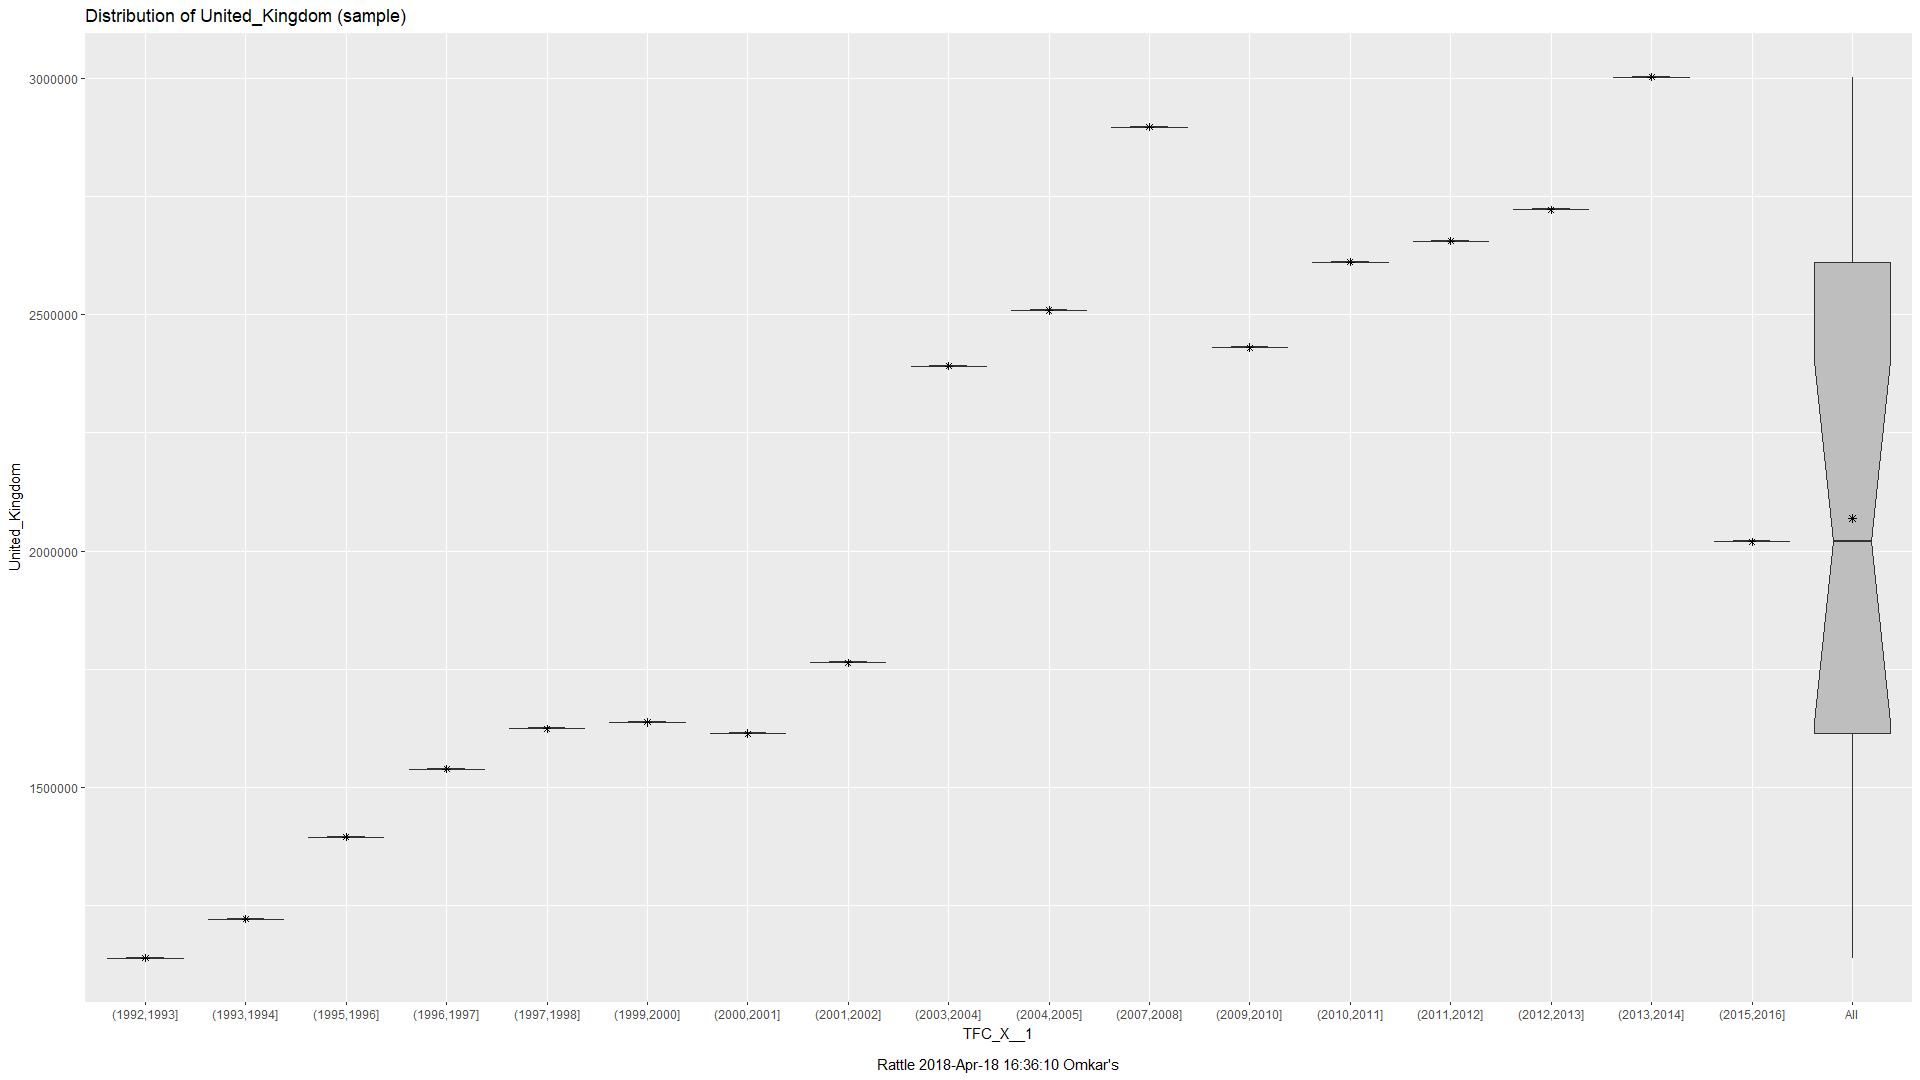 Distribution of United_Kingdom (sample)
3000000
2500000
2000000
1500000
United_Kingdom
(1992,1993] (1993,1994] (1995,1996] (1996,1997] (1997,1998] (1999,2000] (2000,2001] (2001,2002] (2003,2004] (2004,2005] (2007,2008] (2009,2010] (2010,2011] (2011,2012] (2012,2013] (2013,2014] (2015,2016] All
TFC_X__1
Rattle 2018-Apr-18 16:36:10 Omkar's